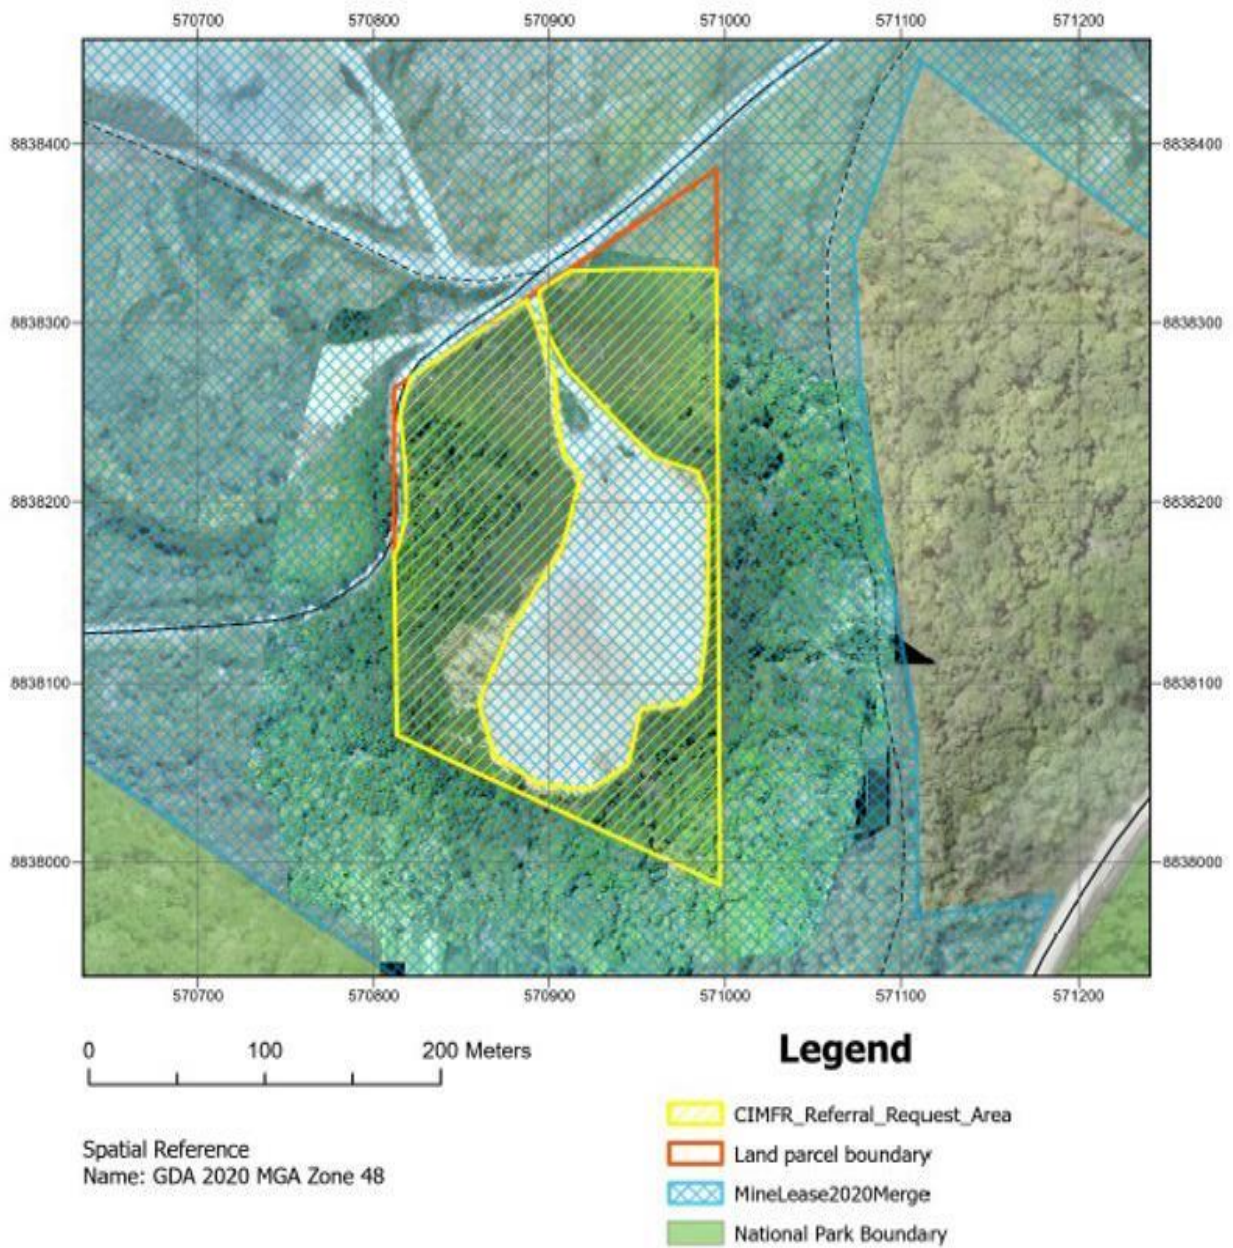 570700 570800 570900 571000 571100 571200
8838400 8838400
8838300 8838300
8838200 8838200
8838100 8838100
8838000 8838000
570700 570800 570900 571000 571100 571200
0 100 200 Meters
Legend
CIMFR_Referral_Request_Area
Spatial Reference
Land parcel boundary
Name: GDA 2020 MGA Zone 48
MineLease2020Merge
National Park Boundary